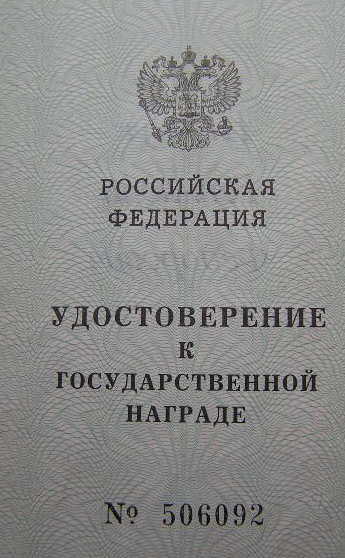 РОССИЙСКАЯ
ФЕДЕРАЦИЯ
УДОСТОВЕРЕНИЕ
К
ГОСУДАРСТВЕННОЙ
НАГРАДЕ
№ 506092